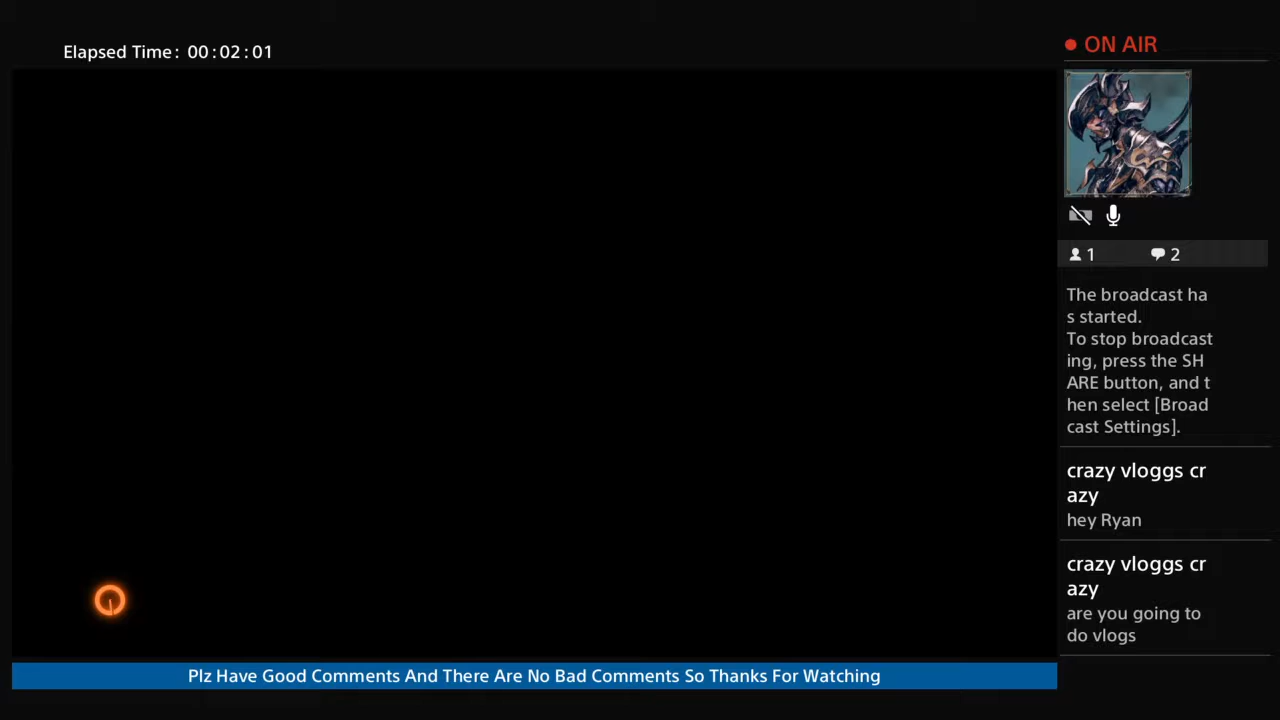 Elapsed Time: 00:02:01
ON AIR
1 2
The broadcast ha
s started.
To stop broadcast
ing, press the SH
ARE button, and t
hen select [Broad
cast Settings].
crazy vloggs cr
azy
hey Ryan
crazy vloggs cr
azy
are you going to
do vlogs
Plz Have Good Comments And There Are No Bad Comments So Thanks For Watching